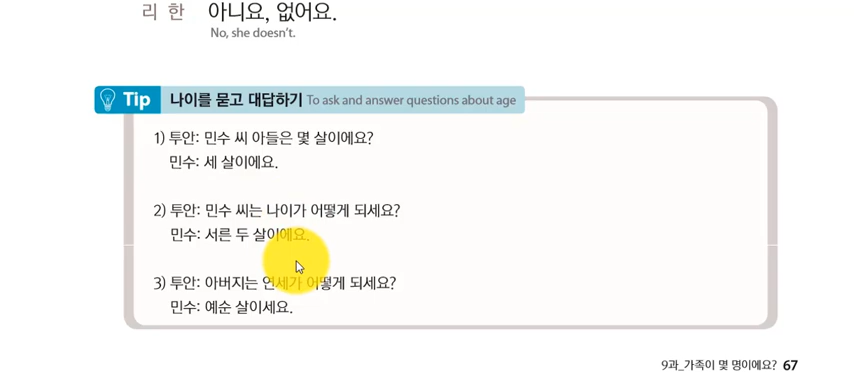 리 한 아니요, 없어요.
No, she doesn't.
Tip 나이를 묻고 대답하기 To ask and answer questions about age
1) 투안: 민수 씨 아들은 몇 살이에요?
민수: 세 살이에요.
2) 투안: 민수 씨는 나이가 어떻게 되세요?
민수: 서른 두 살이에요.
3) 투안: 아버지는 연세가 어떻게 되세요?
민수: 예순 살이세요.
9과_가족이 몇 명이에요? 67